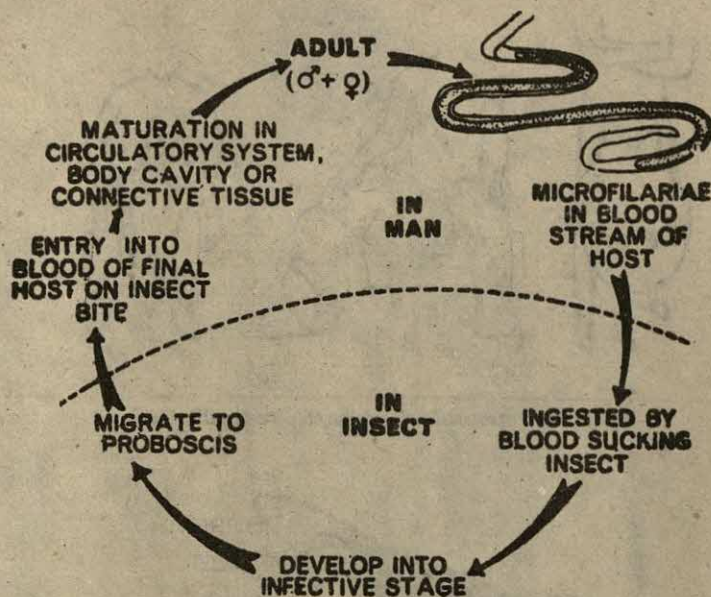 ADULT
(♂+♀)
MICROFILARIAE
IN BLOOD
STREAM OF
HOST
INGESTED BY
BLOOD SUCKING
INSECT
DEVELOP INTO
INFECTIVE STAGE
MIGRATE TO
PROBOSCIS
ENTRY INTO
BLOOD OF FINAL
HOST ON INSECT
BITE
MATURATION IN
CIRCULATORY SYSTEM,
BODY CAVITY OR
CONNECTIVE TISSUE
IN
MAN
IN
INSECT